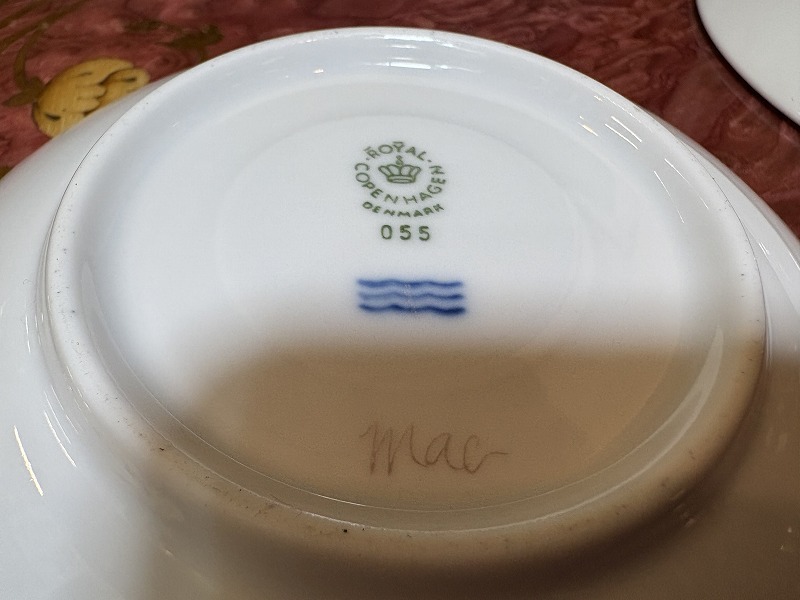 ROYAL
COPENHAGEN
DENMARK
055
Mac